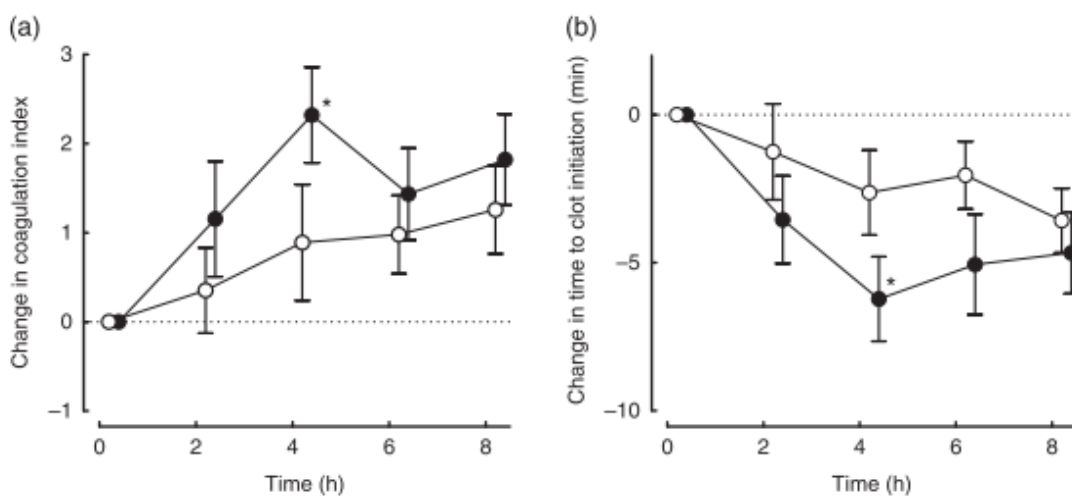 (a)
Change in coagulation index
3
2
1
0
–1
0 2 4 6 8
Time (h)
*
(b)
Change in time to clot initiation (min)
0
–5
–10
0 2 4 6 8
Time (h)
*